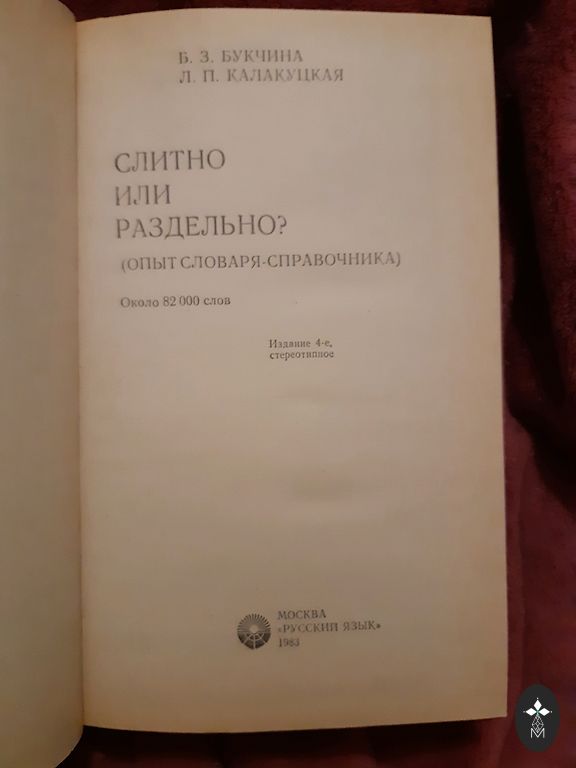 Б. З. БУКЧИНА
Л. П. КАЛАКУЦКАЯ
СЛИТНО
ИЛИ
РАЗДЕЛЬНО?
(ОПЫТ СЛОВАРЯ-СПРАВОЧНИКА)
Около 82 000 слов
Издание 4-е,
стереотипное
МОСКВА
«РУССКИЙ ЯЗЫК»
1983